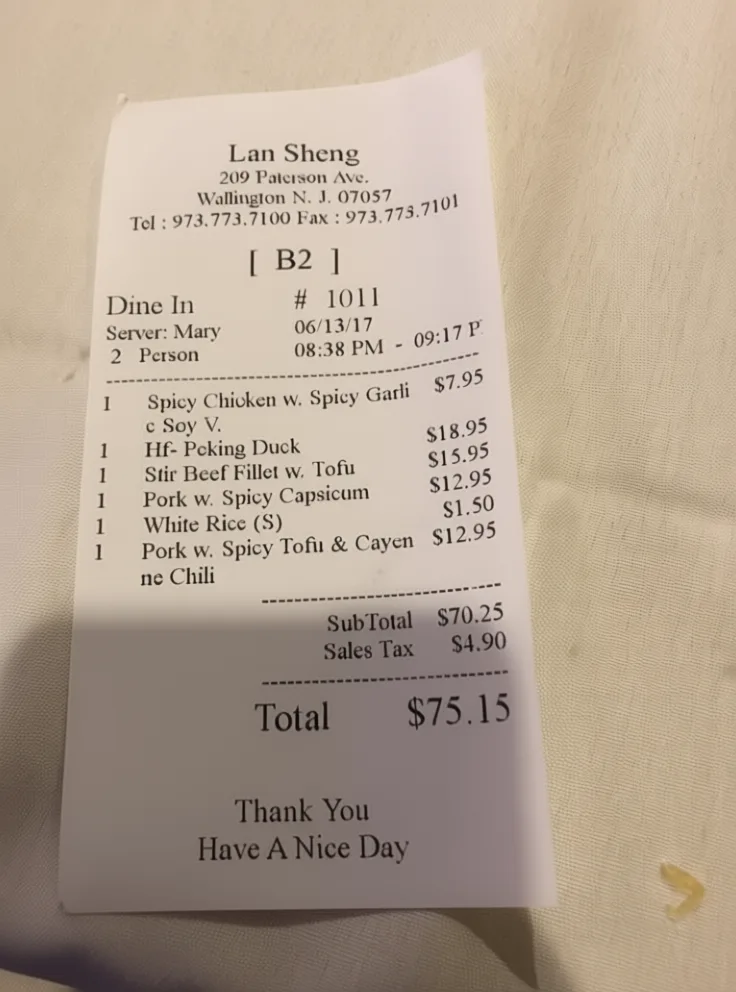 Lan Sheng
209 Paterson Ave.
Wallington N. J. 07057
Tel : 973.773.7100 Fax : 973.773.7101
[ B2 ]
Dine In # 1011
Server: Mary 06/13/17
2 Person 08:38 PM - 09:17 P
1 Spicy Chicken w. Spicy Garli $7.95
c Soy V.
1 Hf- Peking Duck $18.95
1 Stir Beef Fillet w. Tofu $15.95
1 Pork w. Spicy Capsicum $12.95
1 White Rice (S) $1.50
1 Pork w. Spicy Tofu & Cayen $12.95
ne Chili
SubTotal $70.25
Sales Tax $4.90
Total $75.15
Thank You
Have A Nice Day